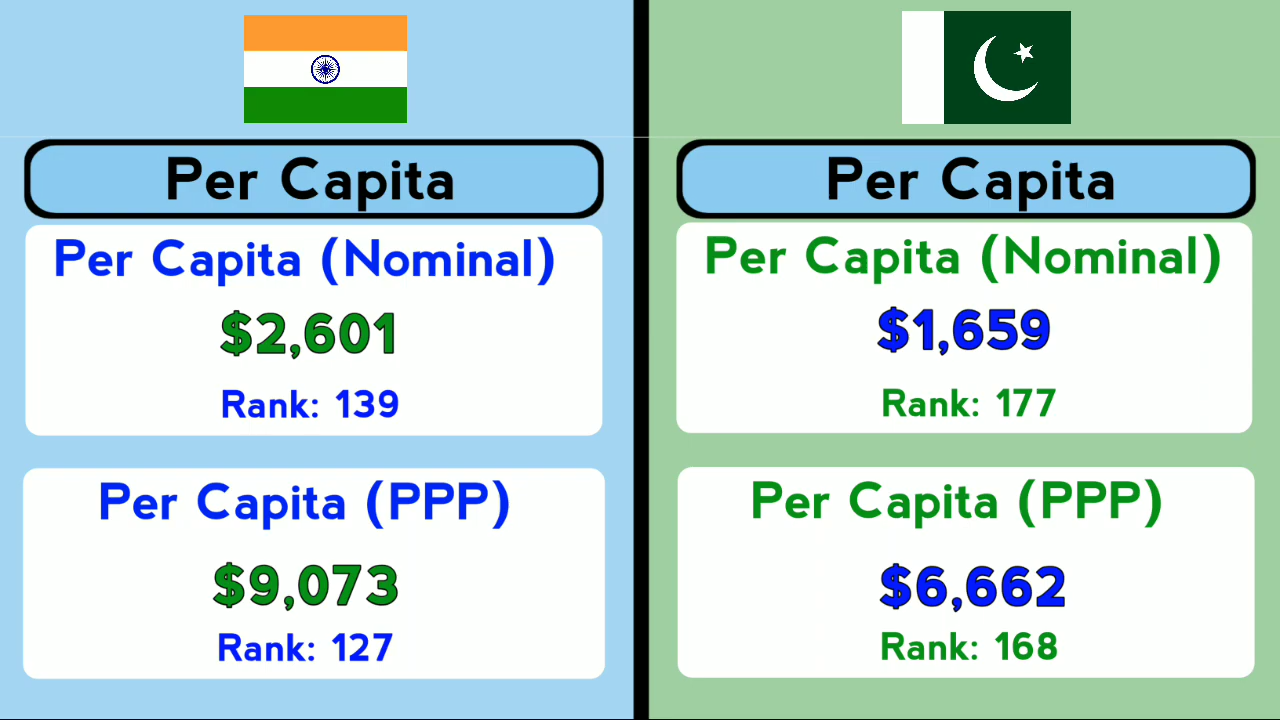 Per Capita
Per Capita (Nominal)
$2,601
Rank: 139
Per Capita (PPP)
$9,073
Rank: 127
Per Capita
Per Capita (Nominal)
$1,659
Rank: 177
Per Capita (PPP)
$6,662
Rank: 168